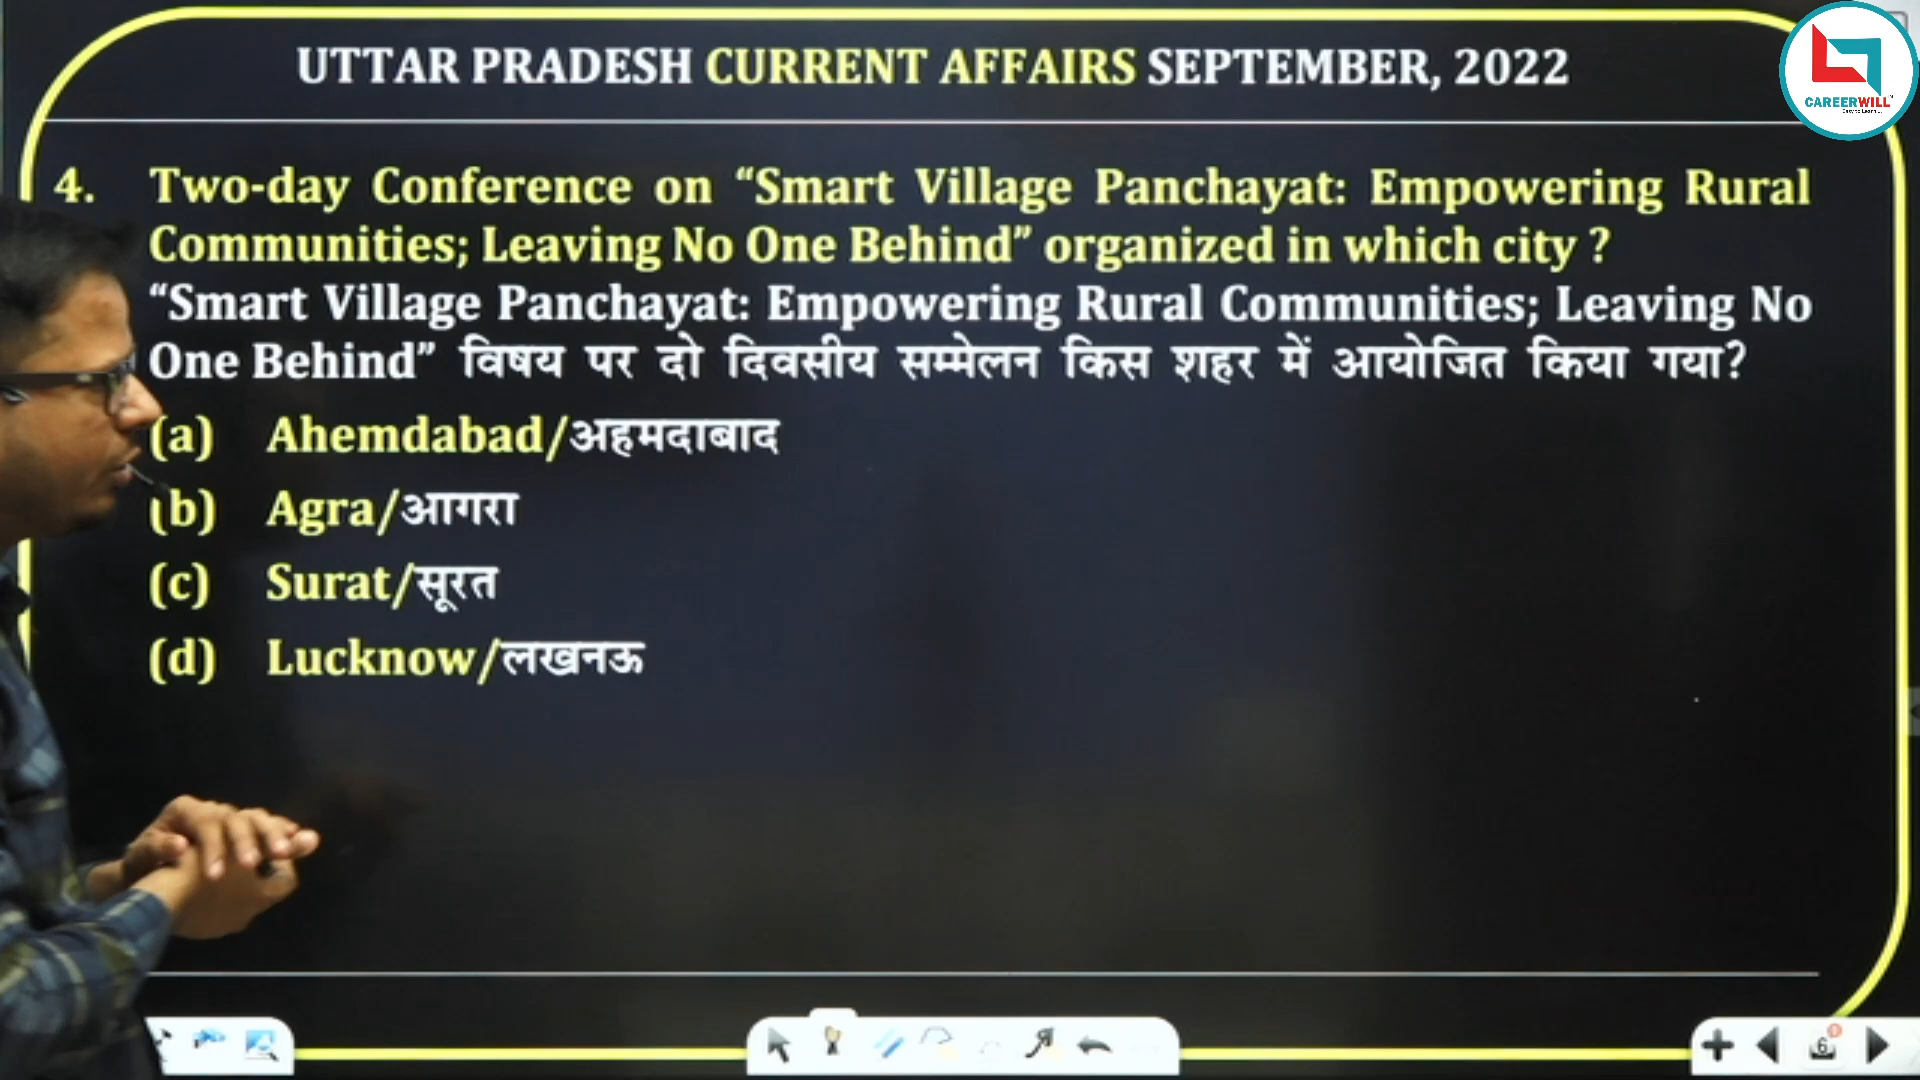 UTTAR PRADESH CURRENT AFFAIRS SEPTEMBER, 2022
CAREERWILL
4. Two-day Conference on “Smart Village Panchayat: Empowering Rural
Communities; Leaving No One Behind” organized in which city ?
“Smart Village Panchayat: Empowering Rural Communities; Leaving No
One Behind” विषय पर दो दिवसीय सम्मेलन किस शहर में आयोजित किया गया?
(a) Ahemdabad/अहमदाबाद
(b) Agra/आगरा
(c) Surat/सूरत
(d) Lucknow/लखनऊ
6